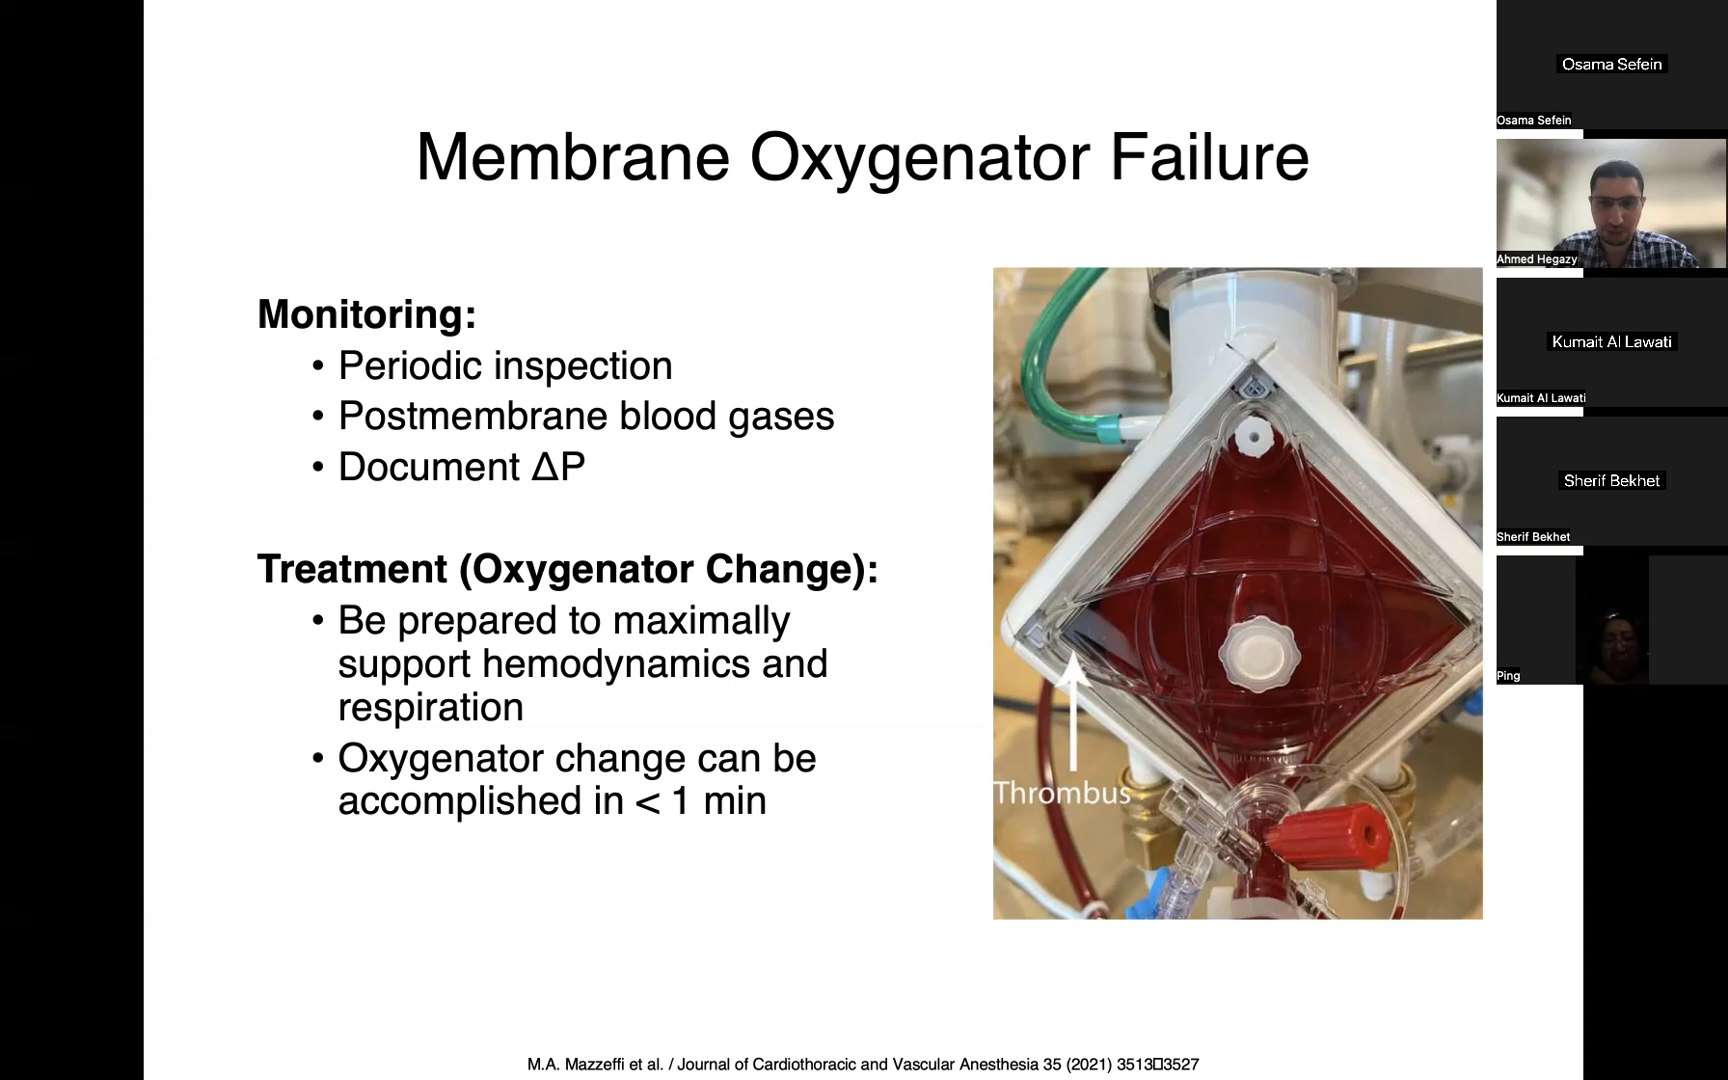 Membrane Oxygenator Failure
Monitoring:
• Periodic inspection
• Postmembrane blood gases
• Document ΔP
Treatment (Oxygenator Change):
• Be prepared to maximally
support hemodynamics and
respiration
• Oxygenator change can be
accomplished in < 1 min
Thrombus
M.A. Mazzeffi et al. / Journal of Cardiothoracic and Vascular Anesthesia 35 (2021) 3513□3527
Osama Sefein
Osama Sefein
Ahmed Hegazy
Kumait Al Lawati
Kumait Al Lawati
Sherif Bekhet
Sherif Bekhet
Ping